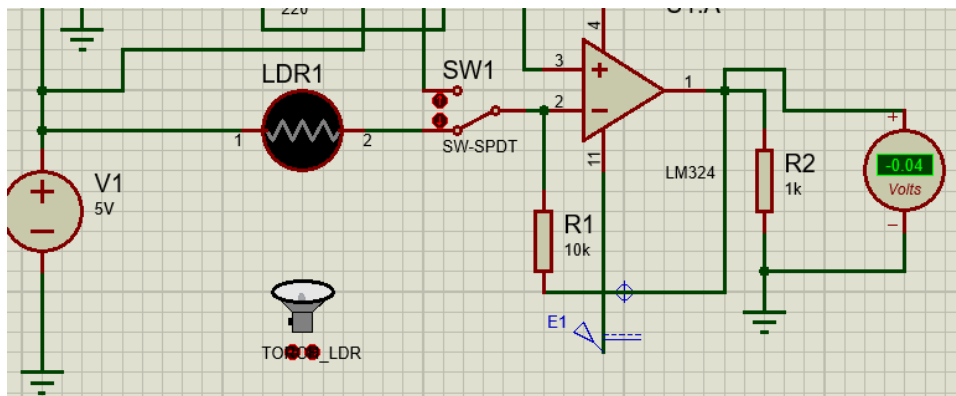 220
LDR1
1
2
SW1
SW-SPDT
3
2
1
4
11
LM324
V1
5V
R1
10k
R2
1k
+
-0.04
Volts
−
E1